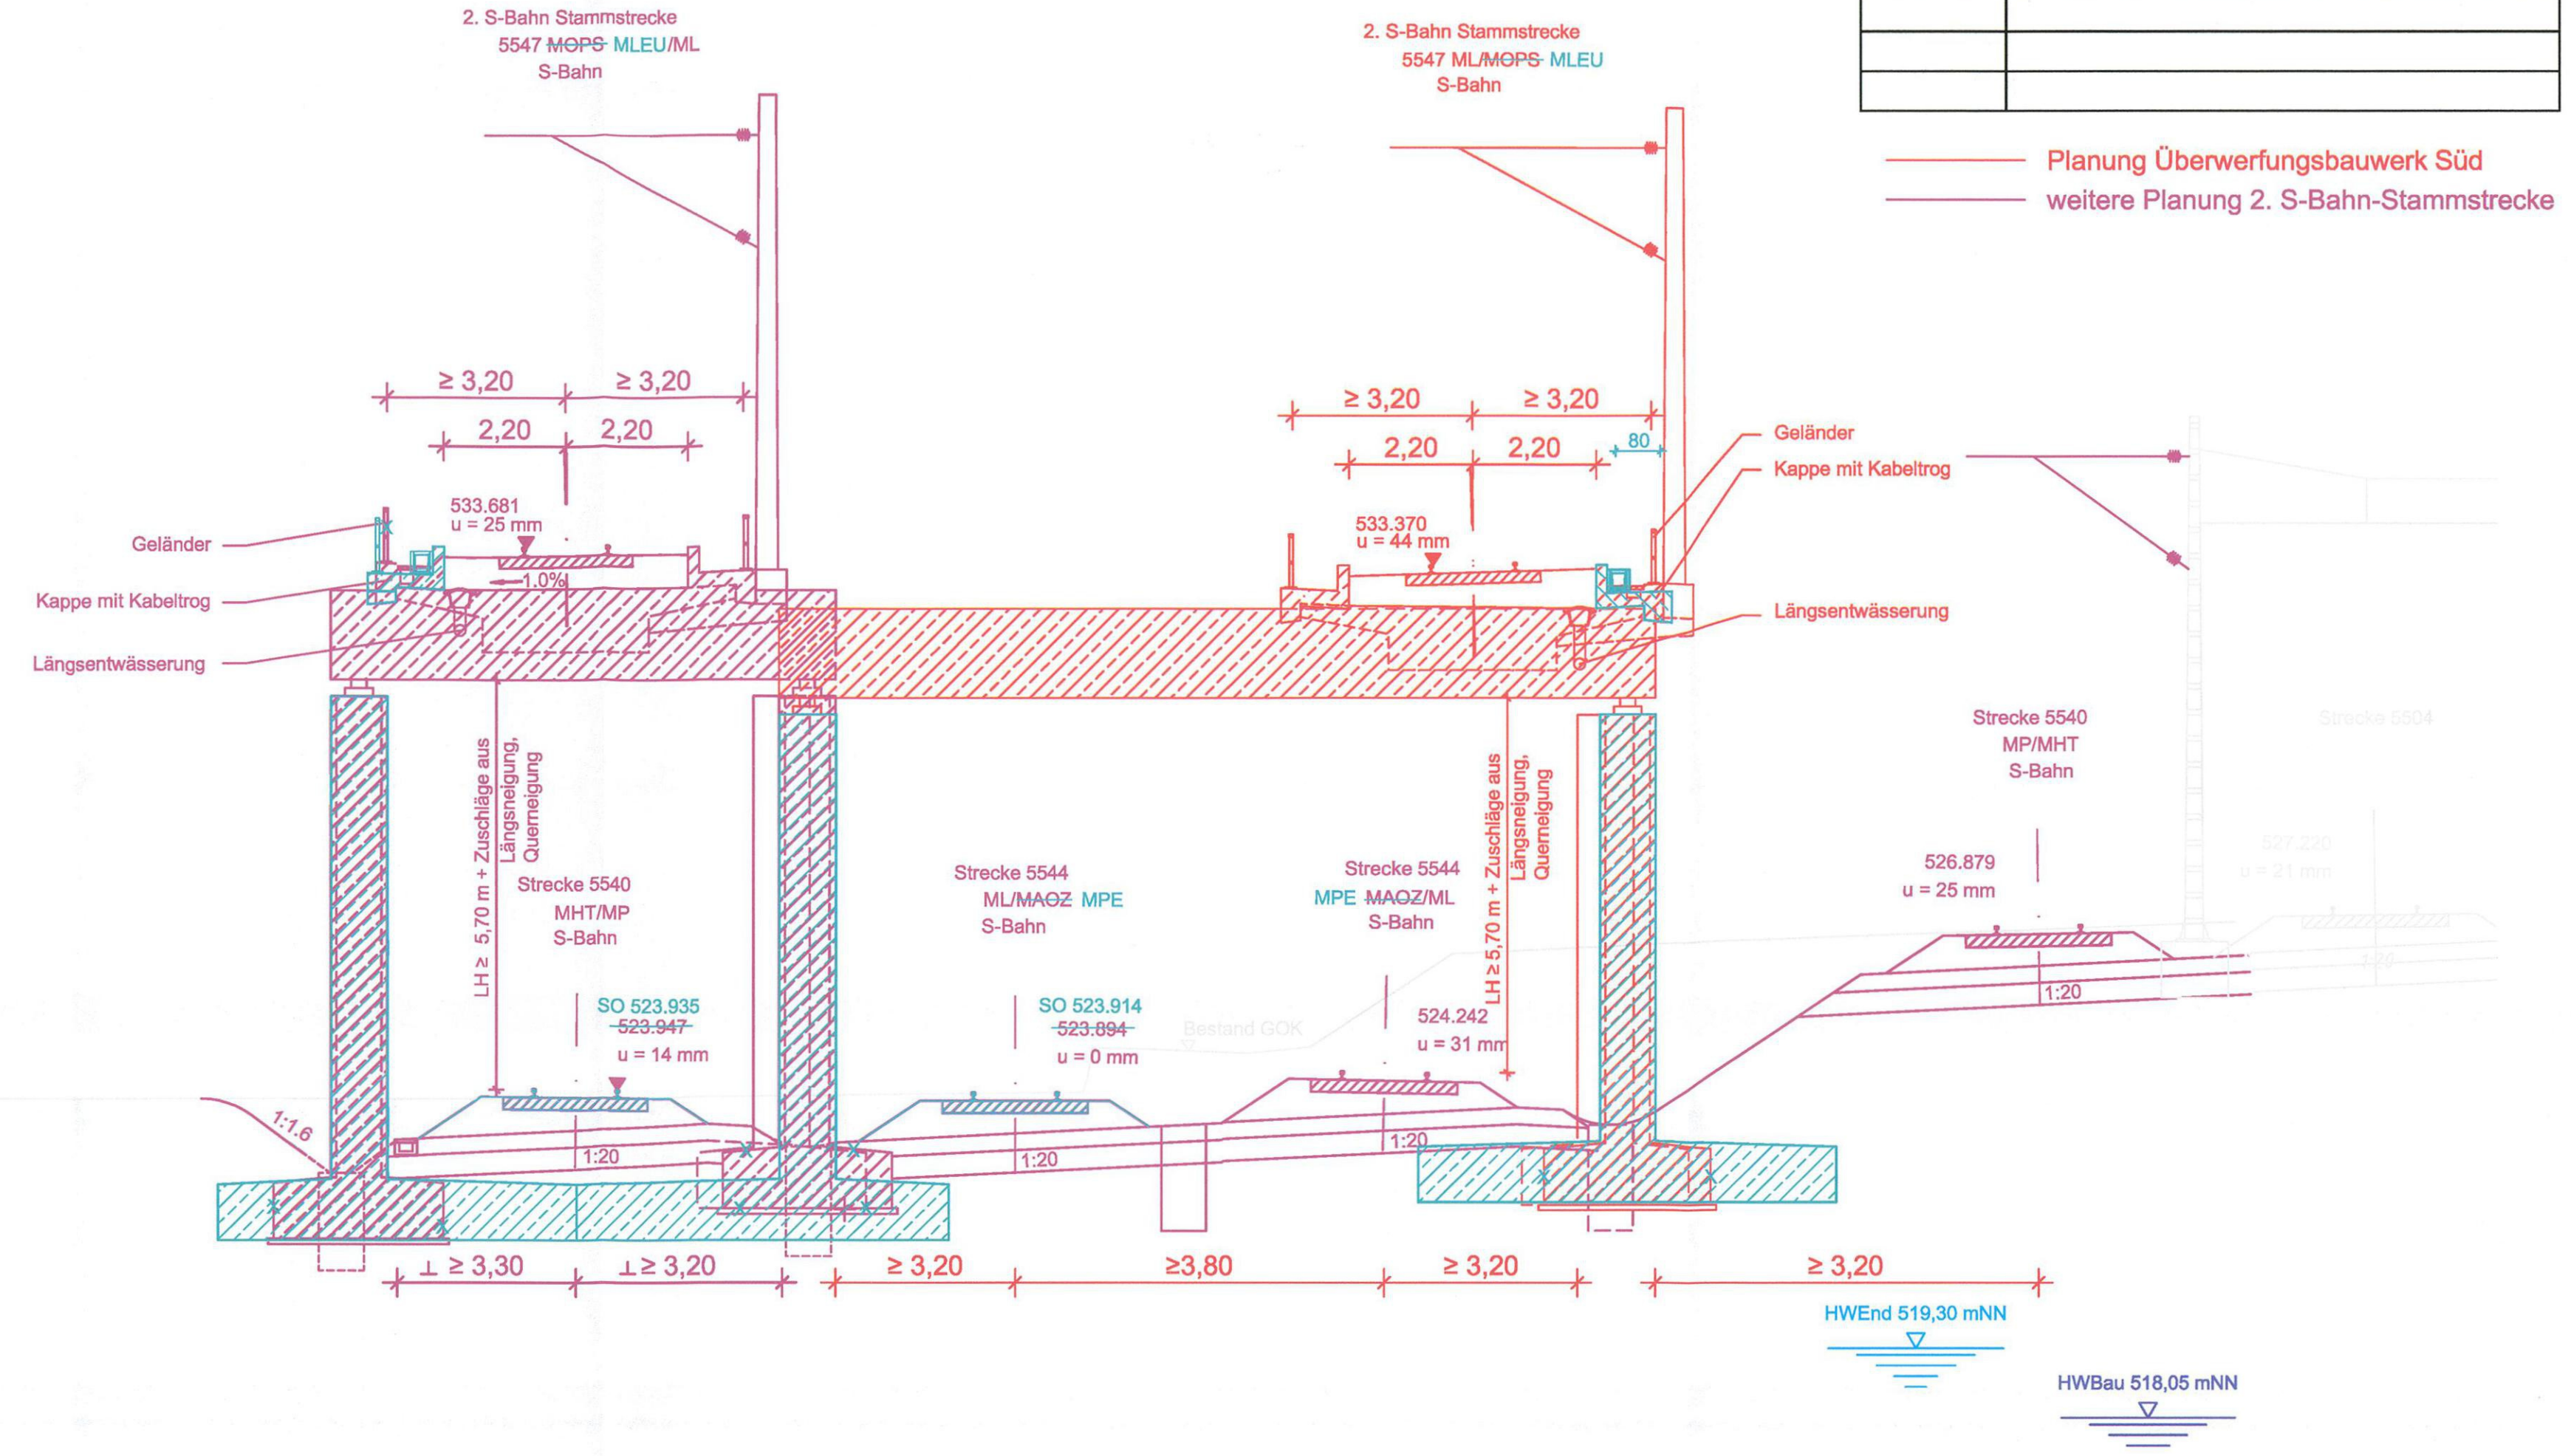 2. S-Bahn Stammstrecke
5547 MOPS MLEU/ML
S-Bahn
2. S-Bahn Stammstrecke
5547 ML/MOPS MLEU
S-Bahn
Planung Überwerfungsbauwerk Süd
weitere Planung 2. S-Bahn-Stammstrecke
≥ 3,20
≥ 3,20
2,20
2,20
≥ 3,20
≥ 3,20
2,20
2,20
80
Geländer
Kappe mit Kabeltrog
Längsentwässerung
533.681
u = 25 mm
1.0%
Geländer
Kappe mit Kabeltrog
Längsentwässerung
533.370
u = 44 mm
LH ≥ 5,70 m + Zuschläge aus
Längsneigung,
Querneigung
Strecke 5540
MHT/MP
S-Bahn
SO 523.935
523.947
u = 14 mm
Strecke 5544
ML/MAOZ MPE
S-Bahn
SO 523.914
523.894
u = 0 mm
Bestand GOK
Strecke 5544
MPE MAOZ/ML
S-Bahn
524.242
u = 31 mm
LH ≥ 5,70 m + Zuschläge aus
Längsneigung,
Querneigung
Strecke 5540
MP/MHT
S-Bahn
526.879
u = 25 mm
Strecke 5504
527.220
u = 21 mm
1:1.6
1:20
1:20
1:20
1:20
1:20
⊥ ≥ 3,30
⊥ ≥ 3,20
≥ 3,20
≥3,80
≥ 3,20
≥ 3,20
HWEnd 519,30 mNN
HWBau 518,05 mNN